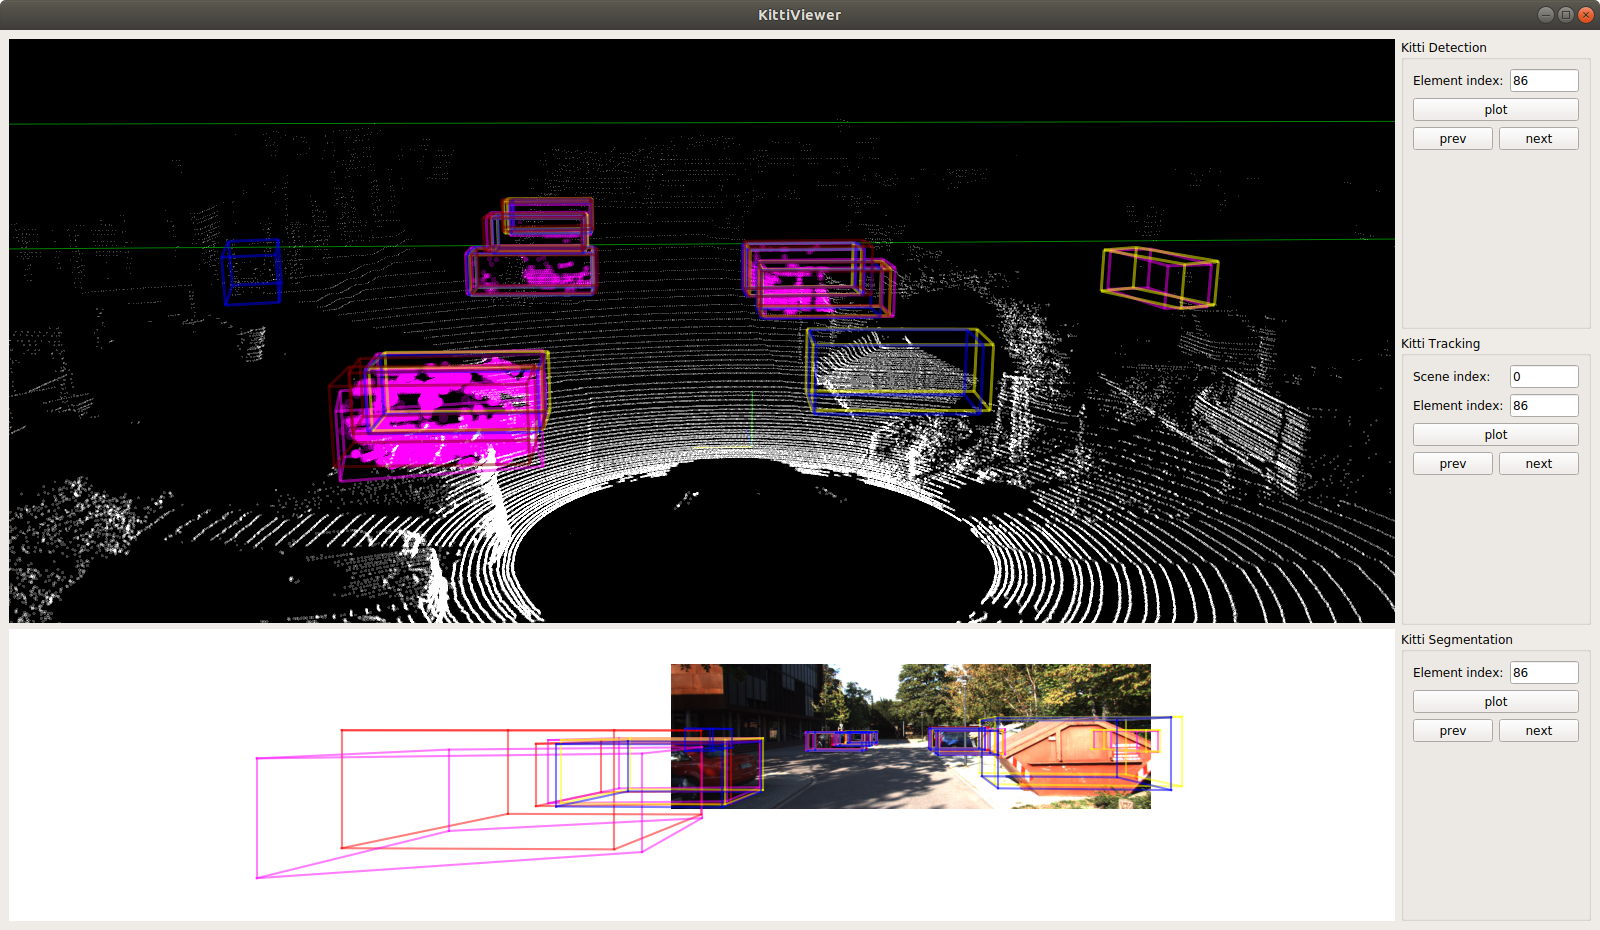 KittiViewer
Kitti Detection
Element index: 86
plot
prev next
Kitti Tracking
Scene index: 0
Element index: 86
plot
prev next
Kitti Segmentation
Element index: 86
plot
prev next